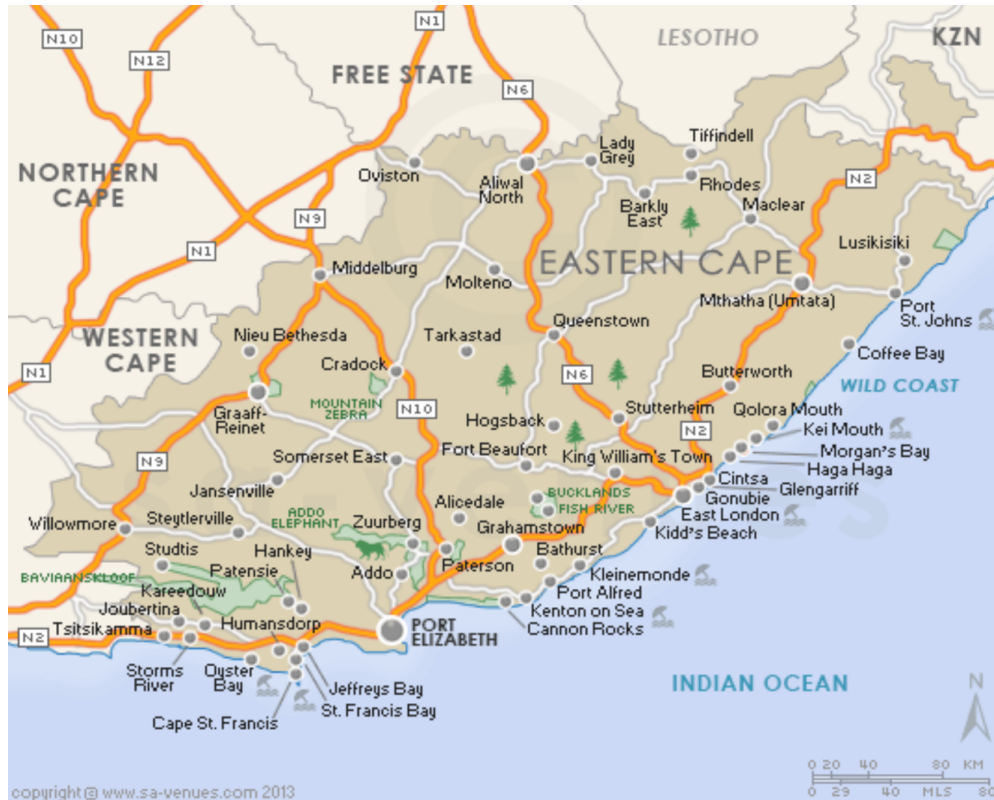 N1
N10
N12
LESOTHO
KZN
FREE STATE
N6
Lady
Grey
Tiffindell
Oviston
Aliwal
North
NORTHERN
CAPE
Rhodes
N2
Barkly
East
Maclear
N9
N1
EASTERN CAPE
Lusikisiki
Middelburg
Molteno
Mthatha (Umtata)
Port
St. Johns
WESTERN
CAPE
Nieu Bethesda
Tarkastad
Queenstown
Coffee Bay
N1
Cradock
N6
Butterworth
WILD COAST
MOUNTAIN
ZEBRA
N10
Graaff-
Reinet
Hogsback
Stutterheim
Qolora Mouth
N2
Kei Mouth
Fort Beaufort
King William's Town
Morgan's Bay
Haga Haga
N9
Somerset East
Cintsa
Glengarriff
Jansenville
Gonubie
Alicedale
BUCKLANDS
FISH RIVER
East London
Willowmore
Steytlerville
ADDO
ELEPHANT
Zuurberg
Grahamstown
Kidd's Beach
Studtis
Hankey
Bathurst
BAVIAANSKLOOF
Patensie
Addo
Paterson
Kleinemonde
Kareedouw
Port Alfred
Joubertina
Kenton on Sea
N2
Tsitsikamma
Humansdorp
PORT
ELIZABETH
Cannon Rocks
Storms
River
Oyster
Bay
Jeffreys Bay
INDIAN OCEAN
N
St. Francis Bay
Cape St. Francis
0 20 40 80 KM
0 29 40 MLS 80
copyright@ www.sa-venues.com 2013